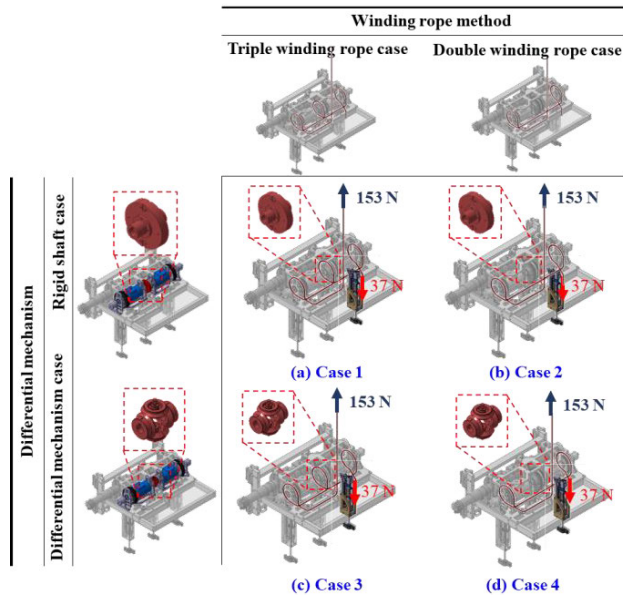 Winding rope method
Triple winding rope case
Double winding rope case
Differential mechanism
Rigid shaft case
153 N
37 N
(a) Case 1
153 N
37 N
(b) Case 2
Differential mechanism case
153 N
37 N
(c) Case 3
153 N
37 N
(d) Case 4